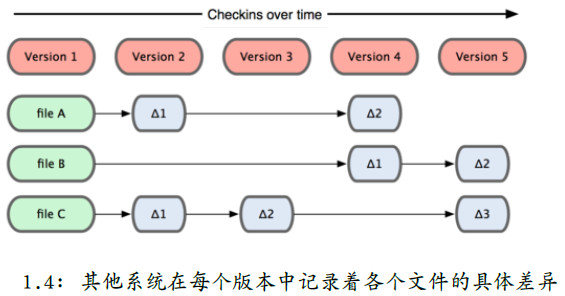 Checkins over time
Version 1 Version 2 Version 3 Version 4 Version 5
file A Δ1 Δ2
file B Δ1 Δ2
file C Δ1 Δ2 Δ3
1.4: 其他系统在每个版本中记录着各个文件的具体差异